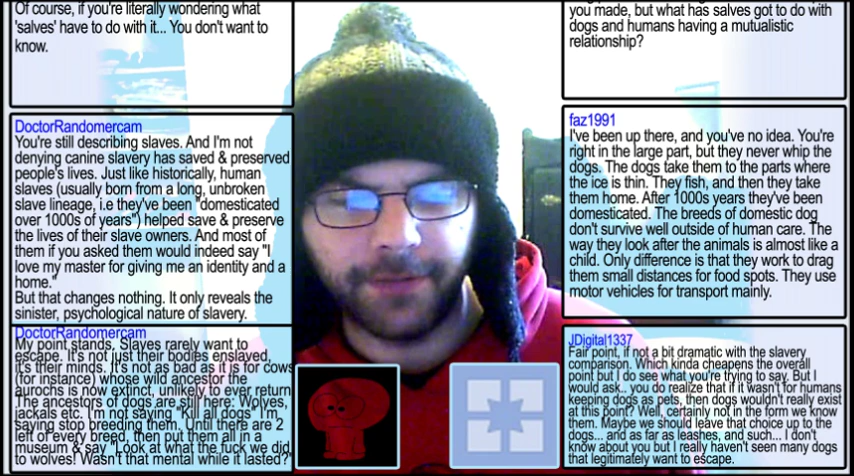 Of course, if you're literally wondering what
'salves' have to do with it... You don't want to
know.
DoctorRandomercam
You're still describing slaves. And I'm not
denying canine slavery has saved & preserved
people's lives. Just like historically, human
slaves (usually born from a long, unbroken
slave lineage, i.e they've been "domesticated
over 1000s of years") helped save & preserve
the lives of their slave owners. And most of
them if you asked them would indeed say "I
love my master for giving me an identity and a
home."
But that changes nothing. It only reveals the
sinister, psychological nature of slavery.
DoctorRandomercam
My point stands. Slaves rarely want to
escape. It's not just their bodies enslaved,
it's their minds. It's not as bad as it is for cows
(for instance) whose wild ancestor the
aurochs is now extinct, unlikely to ever return
The ancestors of dogs are still here: Wolves,
jackals etc. I'm not saying "Kill all dogs" I'm
saying stop breeding them. Until there are 2
left of every breed, then put them all in a
museum & say "Look at what the fuck we did
to wolves! Wasn't that mental while it lasted?"
you made, but what has salves got to do with
dogs and humans having a mutualistic
relationship?
faz1991
I've been up there, and you've no idea. You're
right in the large part, but they never whip the
dogs. The dogs take them to the parts where
the ice is thin. They fish, and then they take
them home. After 1000s years they've been
domesticated. The breeds of domestic dog
don't survive well outside of human care. The
way they look after the animals is almost like a
child. Only difference is that they work to drag
them small distances for food spots. They use
motor vehicles for transport mainly.
JDigital1337
Fair point, if not a bit dramatic with the slavery
comparison. Which kinda cheapens the overall
point but I do see what you're trying to say. But I
would ask.. you do realize that if it wasn't for humans
keeping dogs as pets, then dogs wouldn't really exist
at this point? Well, certainly not in the form we know
them. Maybe we should leave that choice up to the
dogs... and as far as leashes, and such... I don't
know about you but I really haven't seen many dogs
that legitimately want to escape.